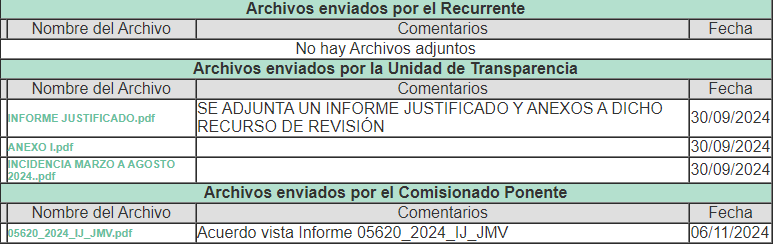 Archivos enviados por el Recurrente
Nombre del Archivo Comentarios Fecha
No hay Archivos adjuntos
Archivos enviados por la Unidad de Transparencia
Nombre del Archivo Comentarios Fecha
INFORME JUSTIFICADO.pdf SE ADJUNTA UN INFORME JUSTIFICADO Y ANEXOS A DICHO RECURSO DE REVISIÓN 30/09/2024
ANEXO I.pdf 30/09/2024
INCIDENCIA MARZO A AGOSTO 2024..pdf 30/09/2024
Archivos enviados por el Comisionado Ponente
Nombre del Archivo Comentarios Fecha
05620_2024_IJ_JMV.pdf Acuerdo vista Informe 05620_2024_IJ_JMV 06/11/2024